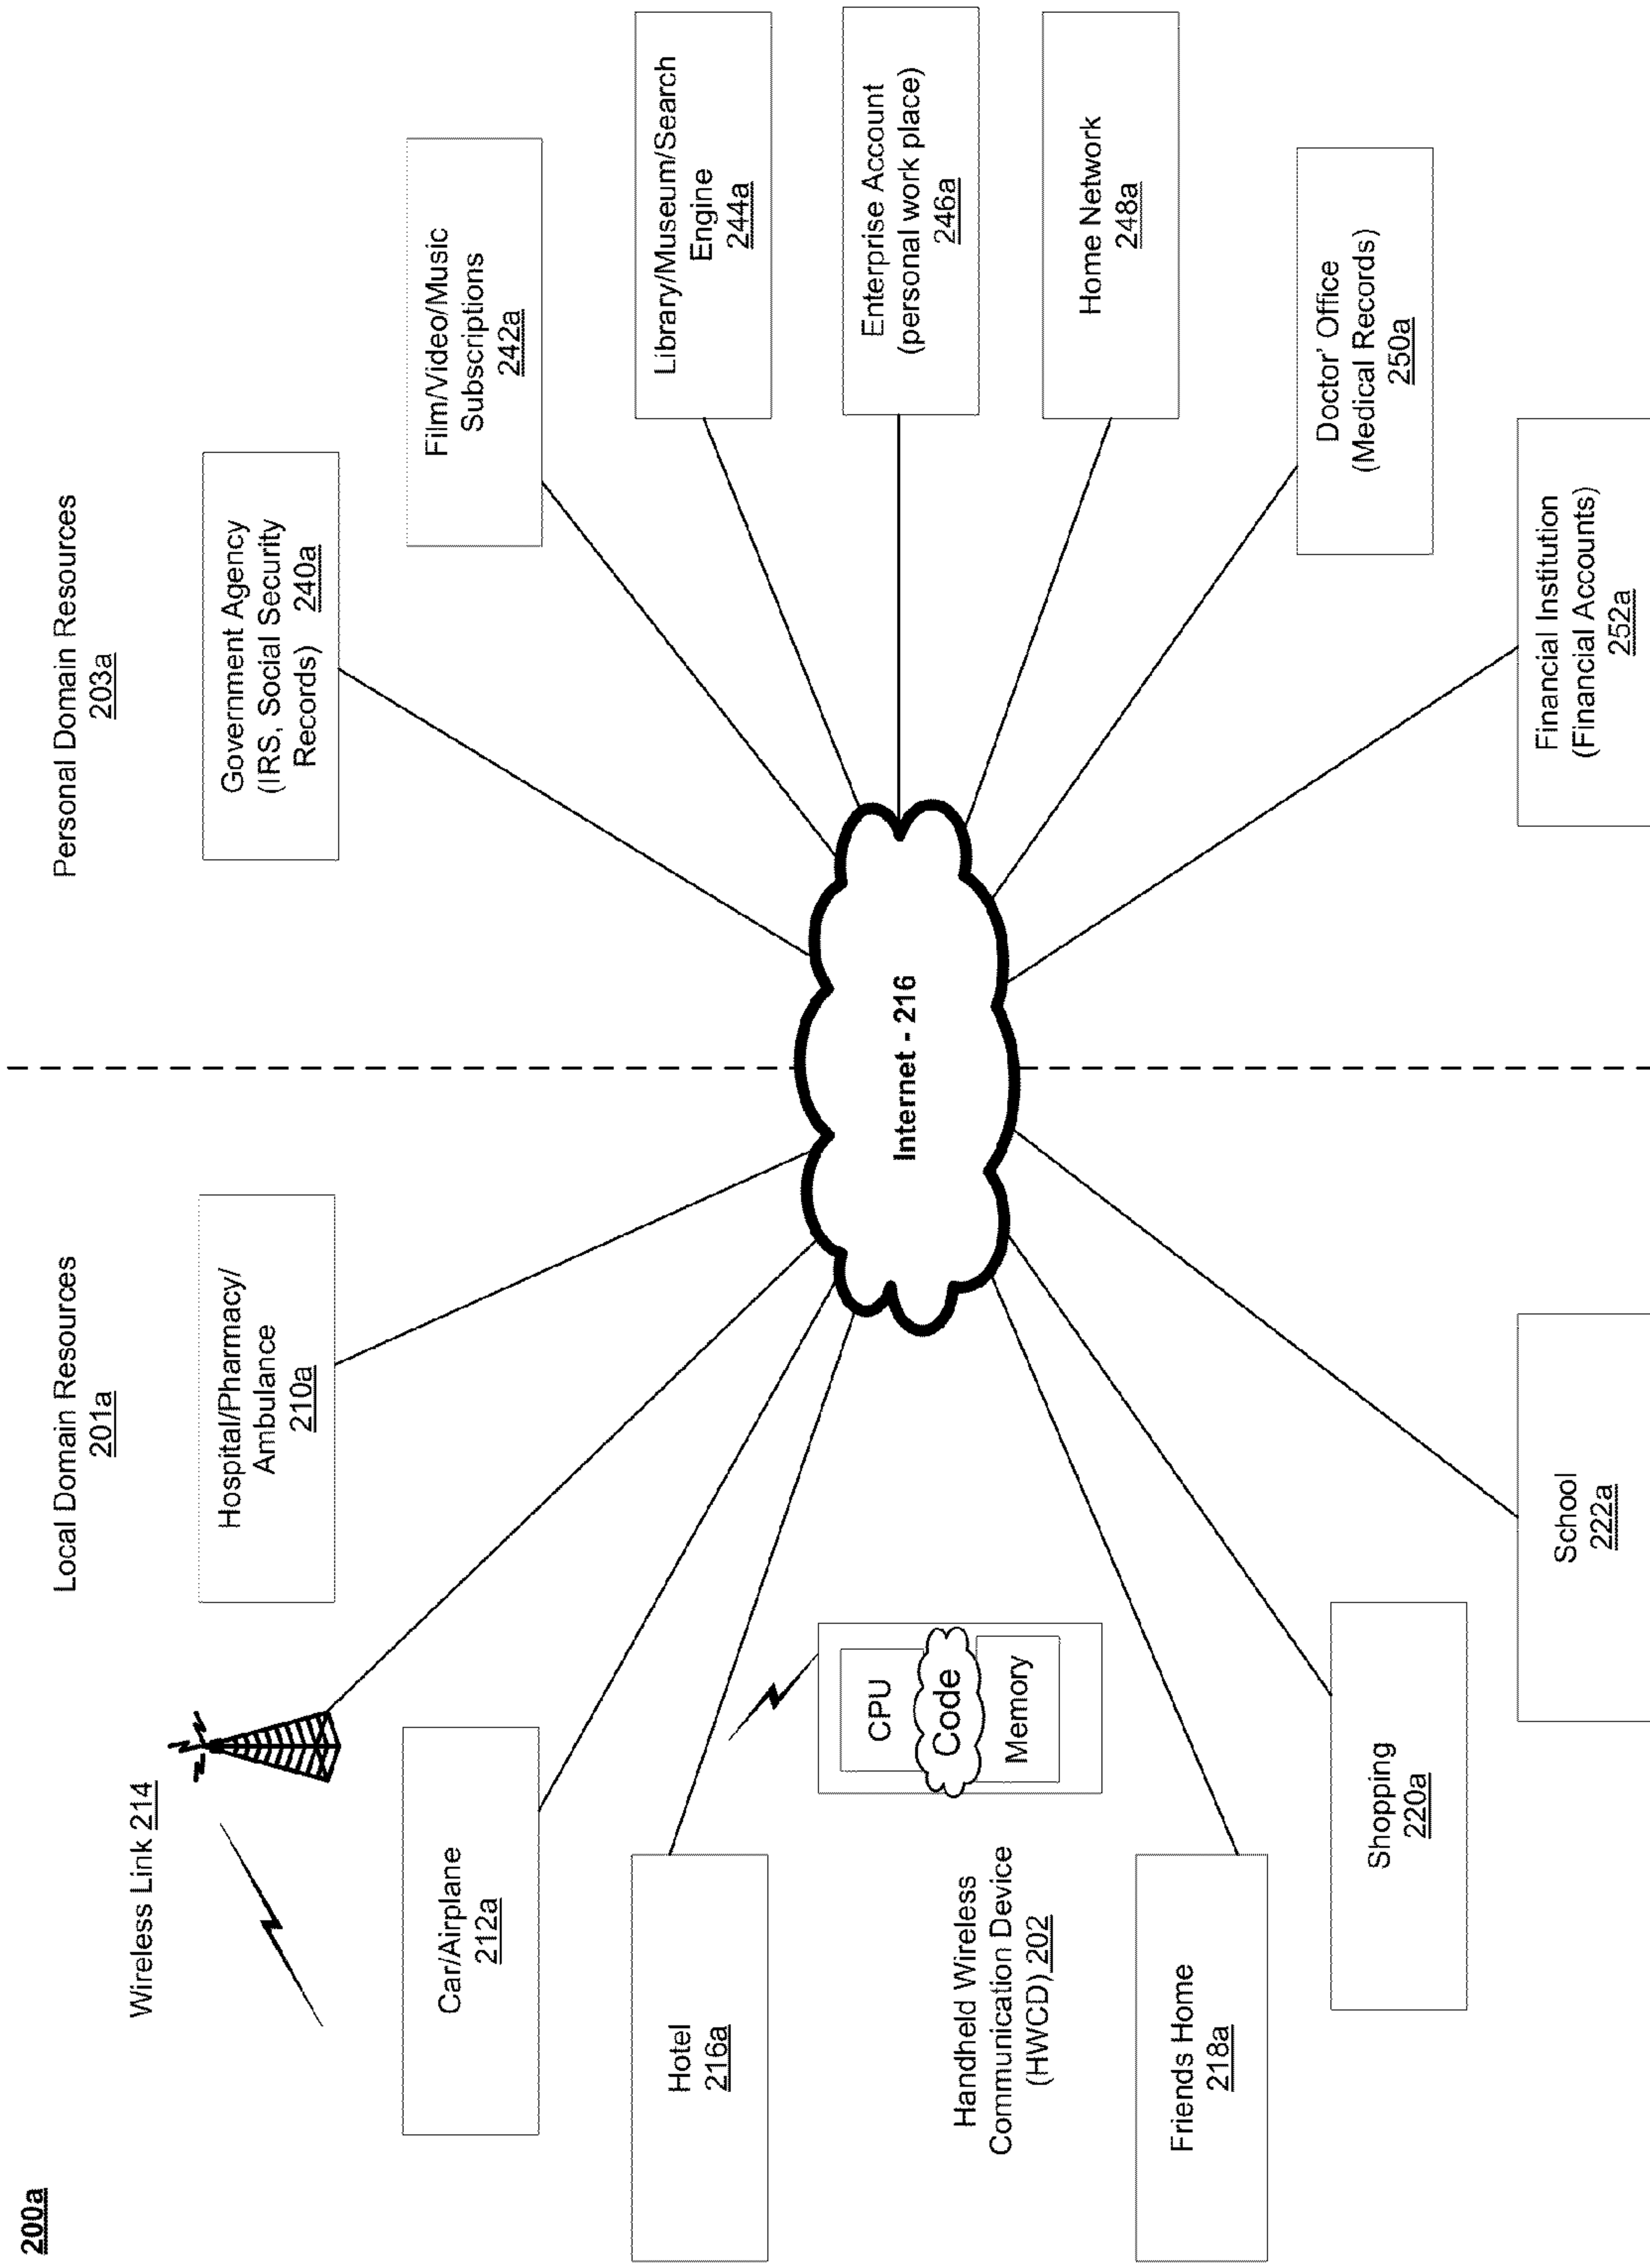 200a
Local Domain Resources
201a
Personal Domain Resources
203a
Wireless Link 214
Hospital/Pharmacy/
Ambulance
210a
Car/Airplane
212a
Hotel
216a
Handheld Wireless
Communication Device
(HWCD) 202
CPU
Code
Memory
Friends Home
218a
Shopping
220a
School
222a
Internet - 216
Government Agency
(IRS, Social Security
Records) 240a
Film/Video/Music
Subscriptions
242a
Library/Museum/Search
Engine
244a
Enterprise Account
(personal work place)
246a
Home Network
248a
Doctor' Office
(Medical Records)
250a
Financial Institution
(Financial Accounts)
252a